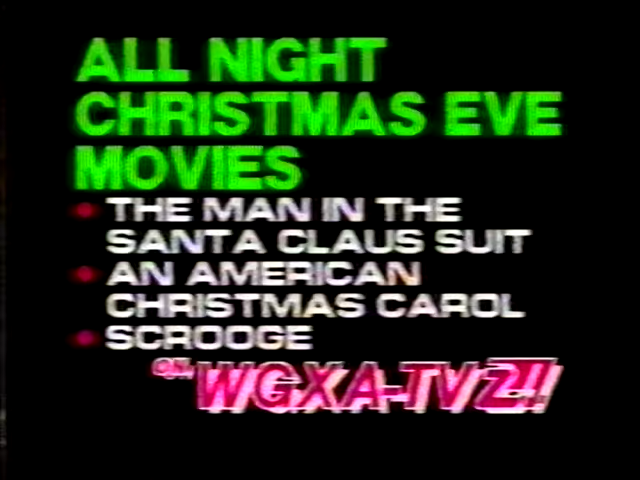 ALL NIGHT
CHRISTMAS EVE
MOVIES
THE MAN IN THE
SANTA CLAUS SUIT
AN AMERICAN
CHRISTMAS CAROL
SCROOGE
ON WGXA-TV